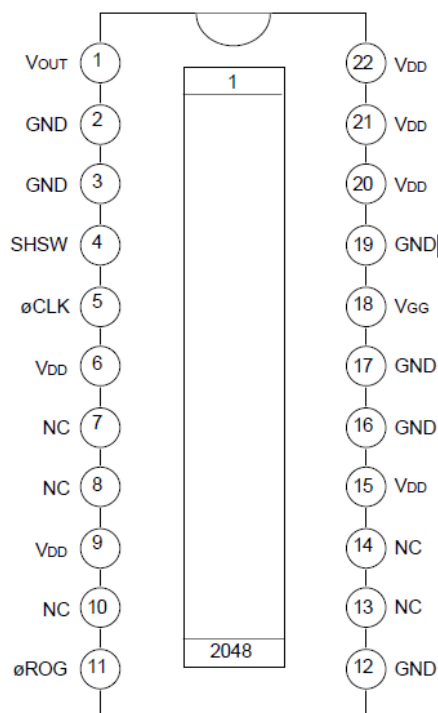 VOUT 1 22 VDD
1
GND 2 21 VDD
GND 3 20 VDD
SHSW 4 19 GND
øCLK 5 18 VGG
VDD 6 17 GND
NC 7 16 GND
NC 8 15 VDD
VDD 9 14 NC
NC 10 13 NC
2048
øROG 11 12 GND